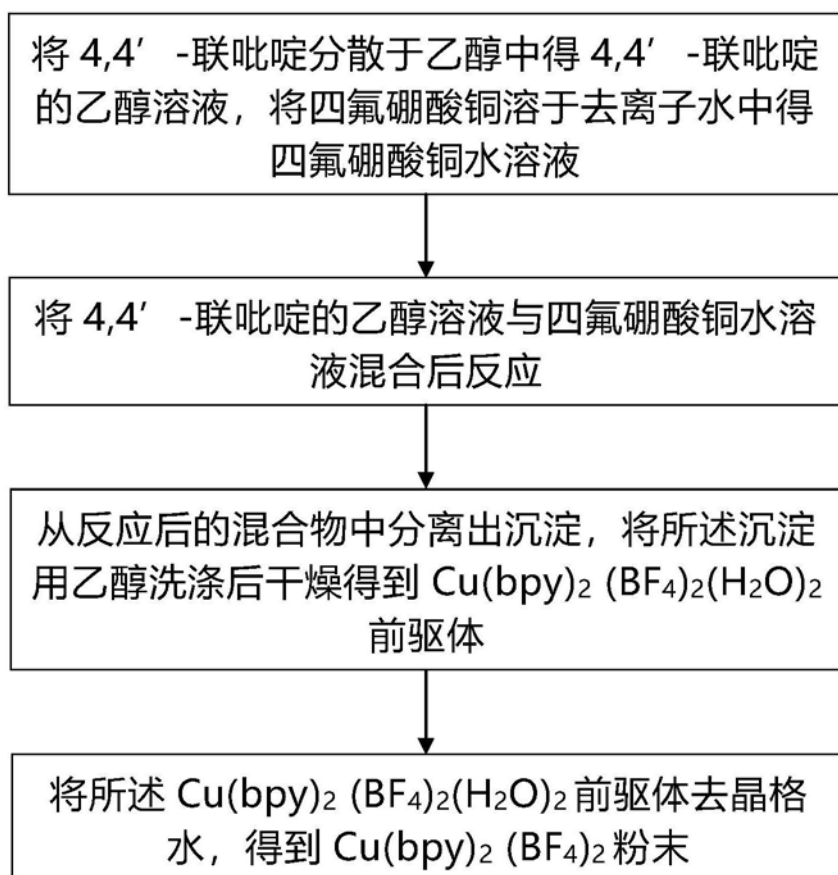 将 4,4′ -联吡啶分散于乙醇中得 4,4′ -联吡啶
的乙醇溶液，将四氟硼酸铜溶于去离子水中得
四氟硼酸铜水溶液
将 4,4′ -联吡啶的乙醇溶液与四氟硼酸铜水溶
液混合后反应
从反应后的混合物中分离出沉淀，将所述沉淀
用乙醇洗涤后干燥得到 Cu(bpy)₂ (BF₄)₂(H₂O)₂
前驱体
将所述 Cu(bpy)₂ (BF₄)₂(H₂O)₂ 前驱体去晶格
水，得到 Cu(bpy)₂ (BF₄)₂ 粉末